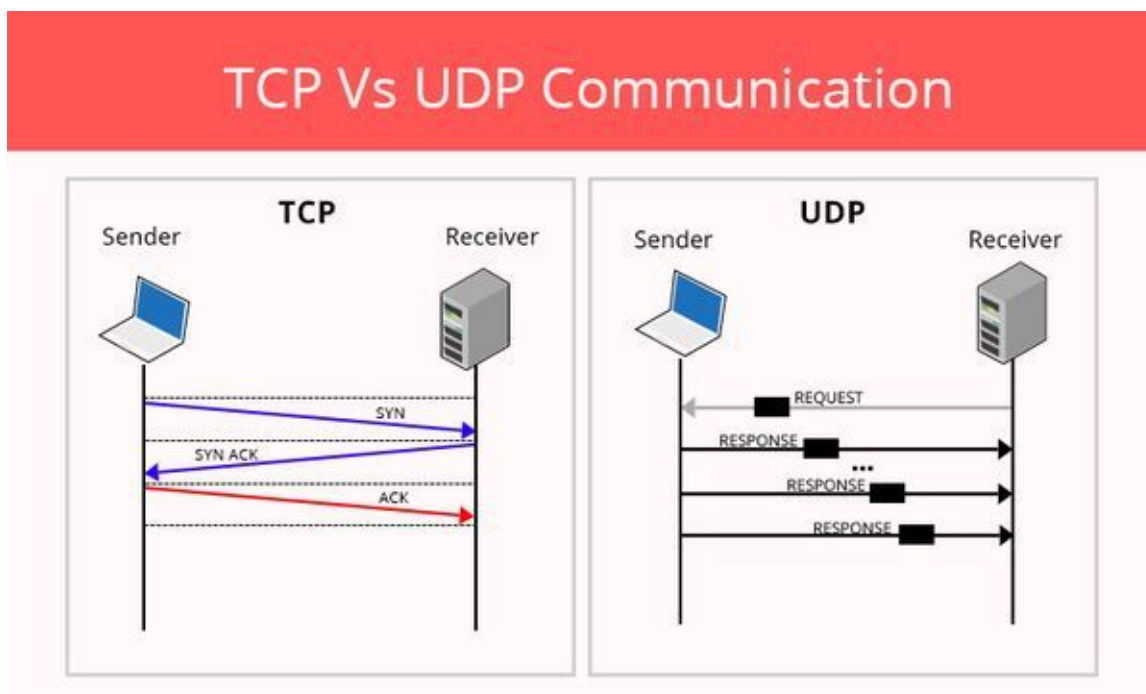 TCP Vs UDP Communication
TCP
Sender
Receiver
SYN
SYN ACK
ACK
UDP
Sender
Receiver
REQUEST
RESPONSE
...
RESPONSE
RESPONSE